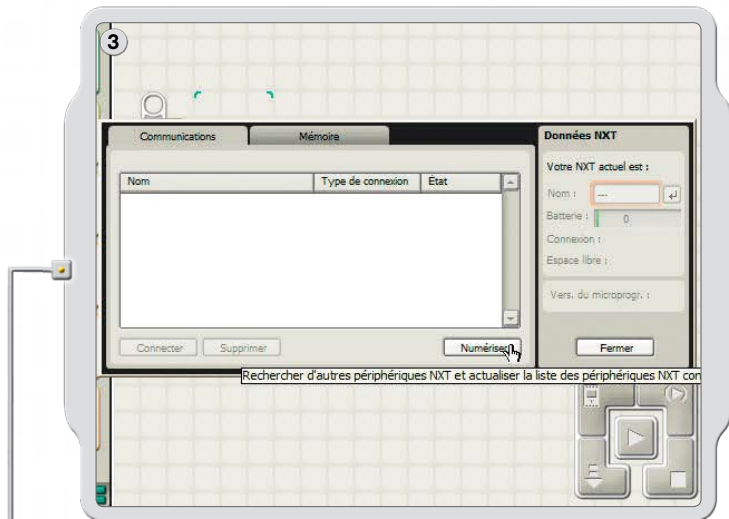 3
Communications
Mémoire
Nom
Type de connexion
État
Connecter
Supprimer
Numériser
Données NXT
Votre NXT actuel est :
Nom :
---
Batterie :
0
Connexion :
Espace libre :
Vers. du microprogr. :
Fermer
Rechercher d'autres périphériques NXT et actualiser la liste des périphériques NXT con